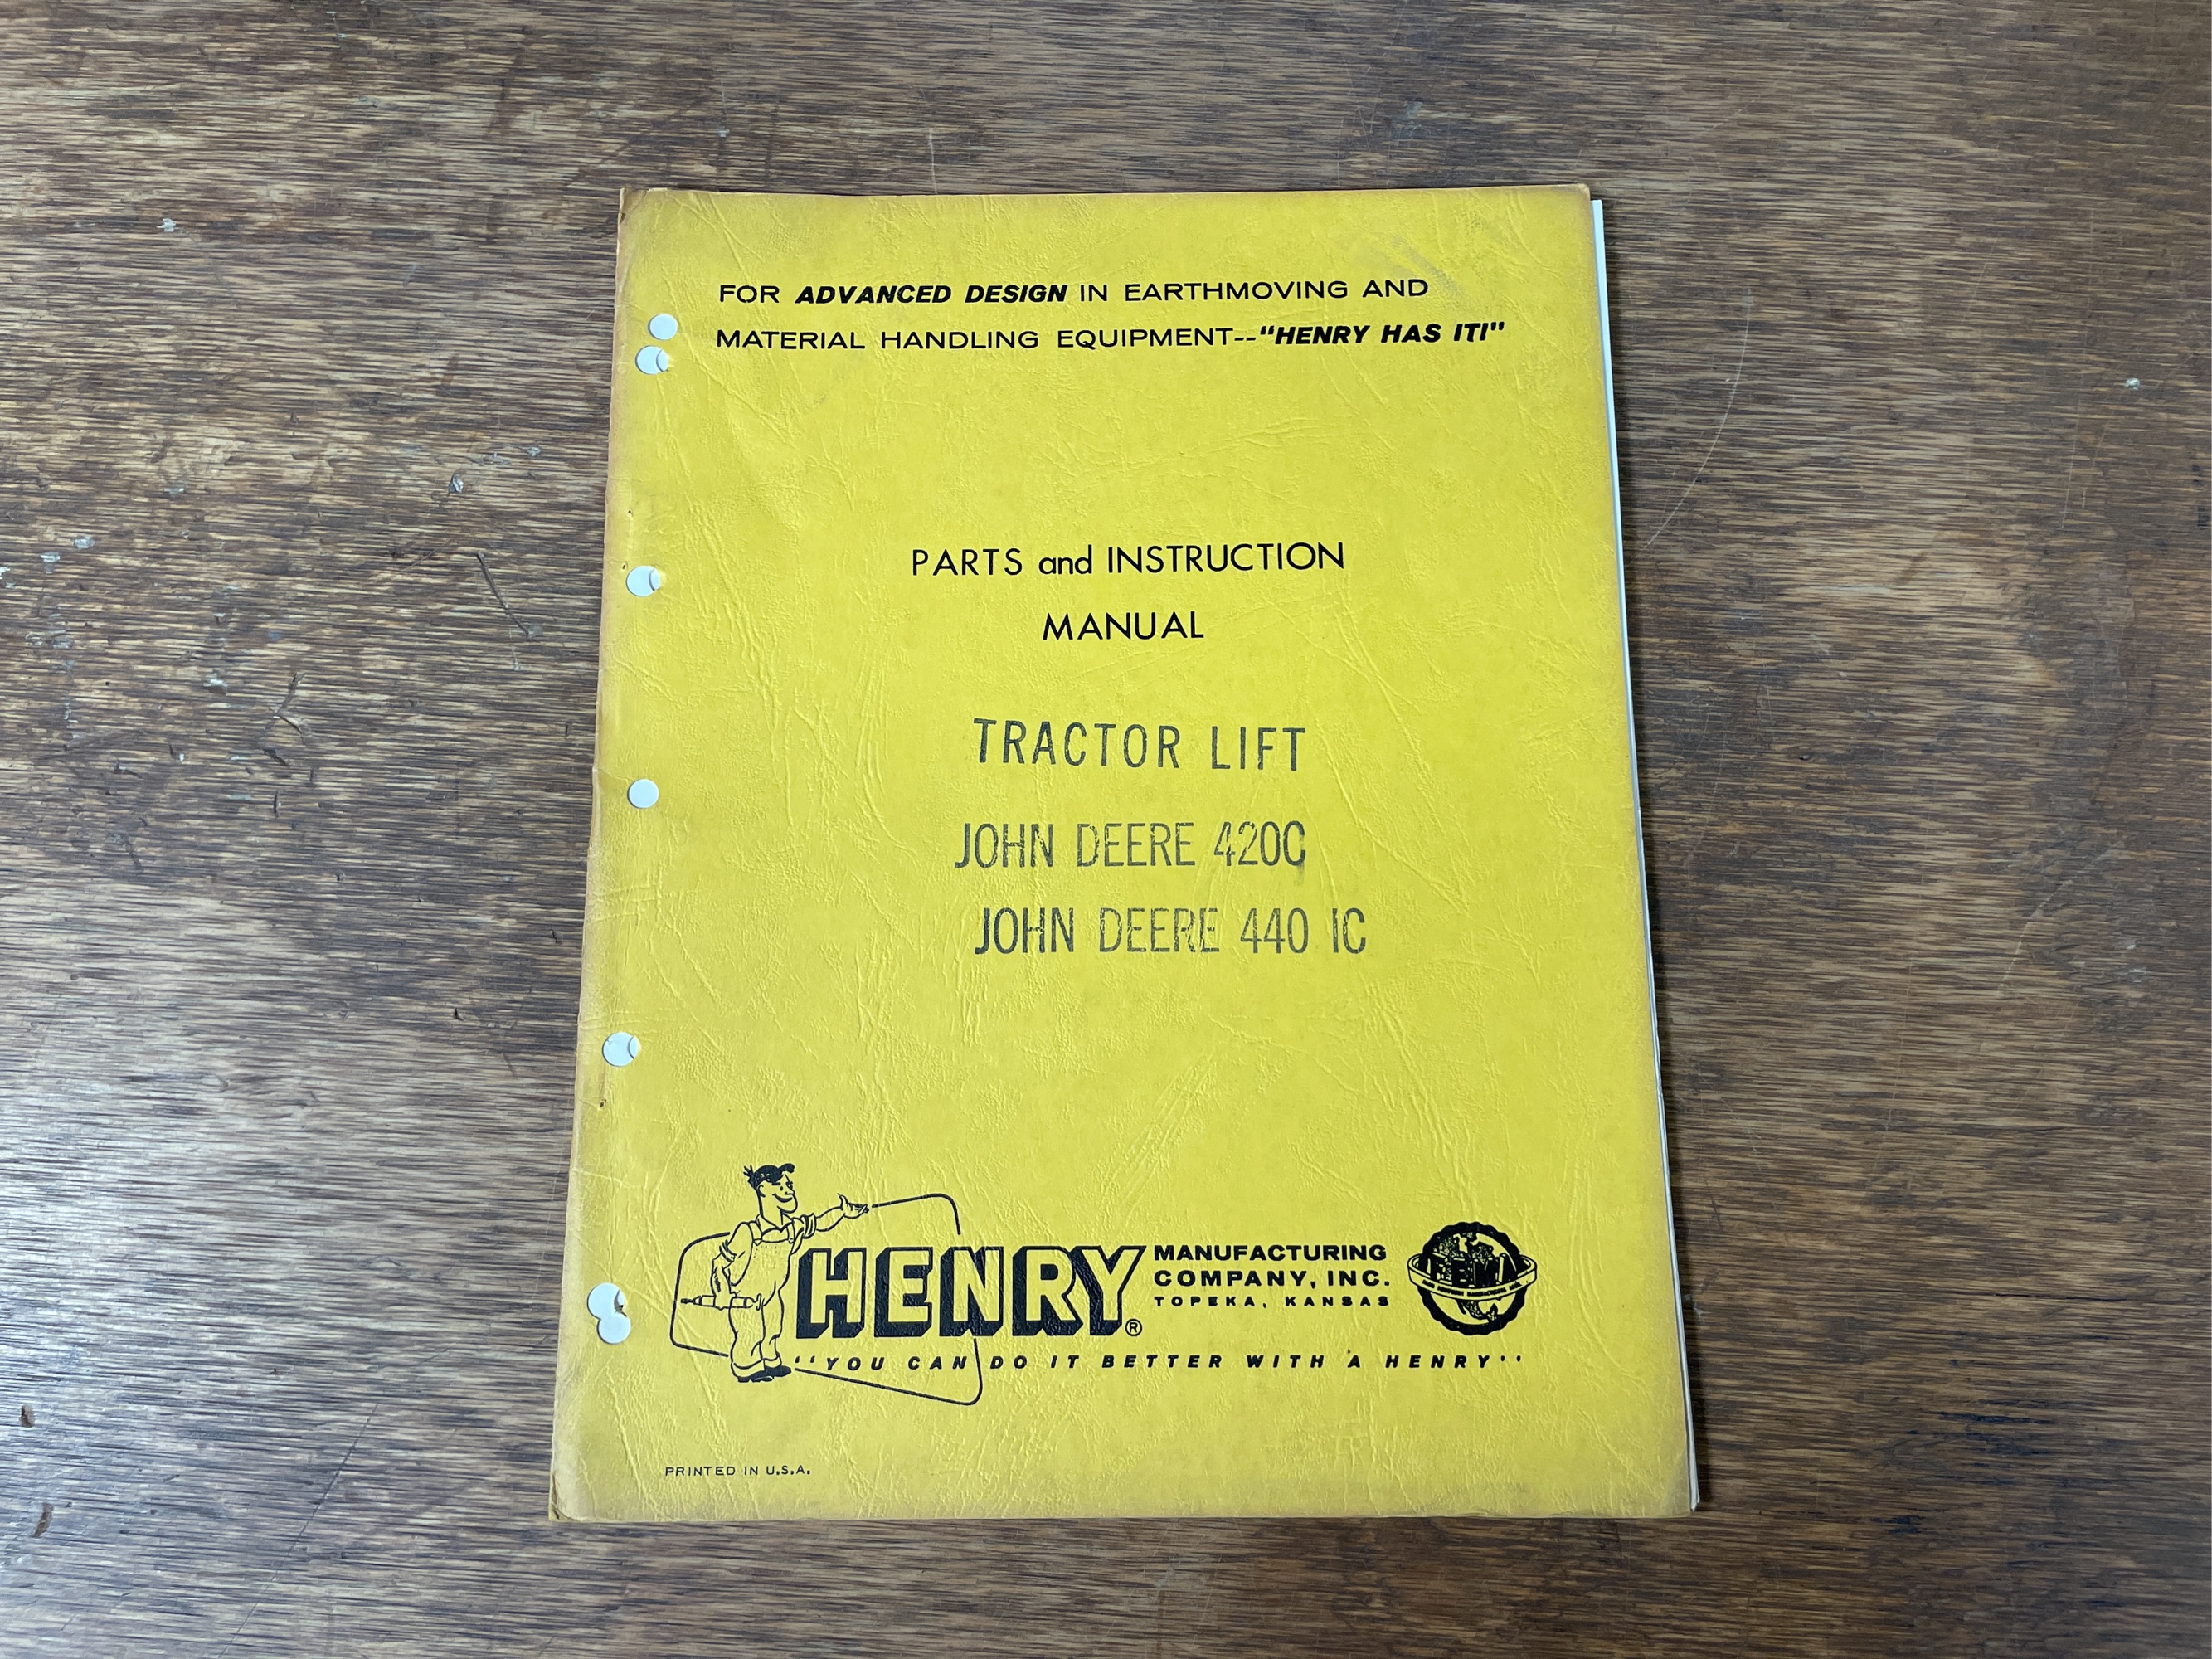 FOR ADVANCED DESIGN IN EARTHMOVING AND
MATERIAL HANDLING EQUIPMENT--"HENRY HAS IT!"
PARTS and INSTRUCTION
MANUAL
TRACTOR LIFT
JOHN DEERE 420C
JOHN DEERE 440 IC
HENRY®
MANUFACTURING
COMPANY, INC.
TOPEKA, KANSAS
"YOU CAN DO IT BETTER WITH A HENRY"
PRINTED IN U.S.A.